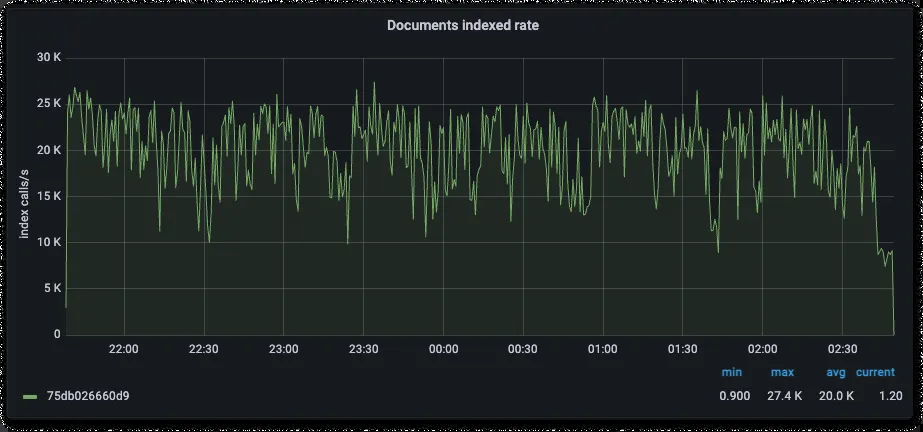 Documents indexed rate
30 K
25 K
20 K
15 K
10 K
5 K
0
index calls/s
22:00 22:30 23:00 23:30 00:00 00:30 01:00 01:30 02:00 02:30
min max avg current
75db026660d9 0.900 27.4 K 20.0 K 1.20